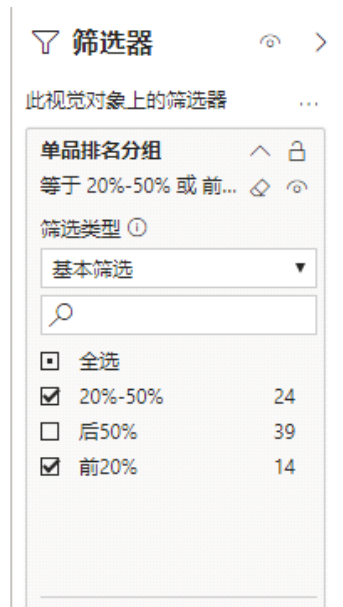 筛选器
此视觉对象上的筛选器
单品排名分组
等于 20%-50% 或 前...
筛选类型
基本筛选
全选
20%-50% 24
后50% 39
前20% 14